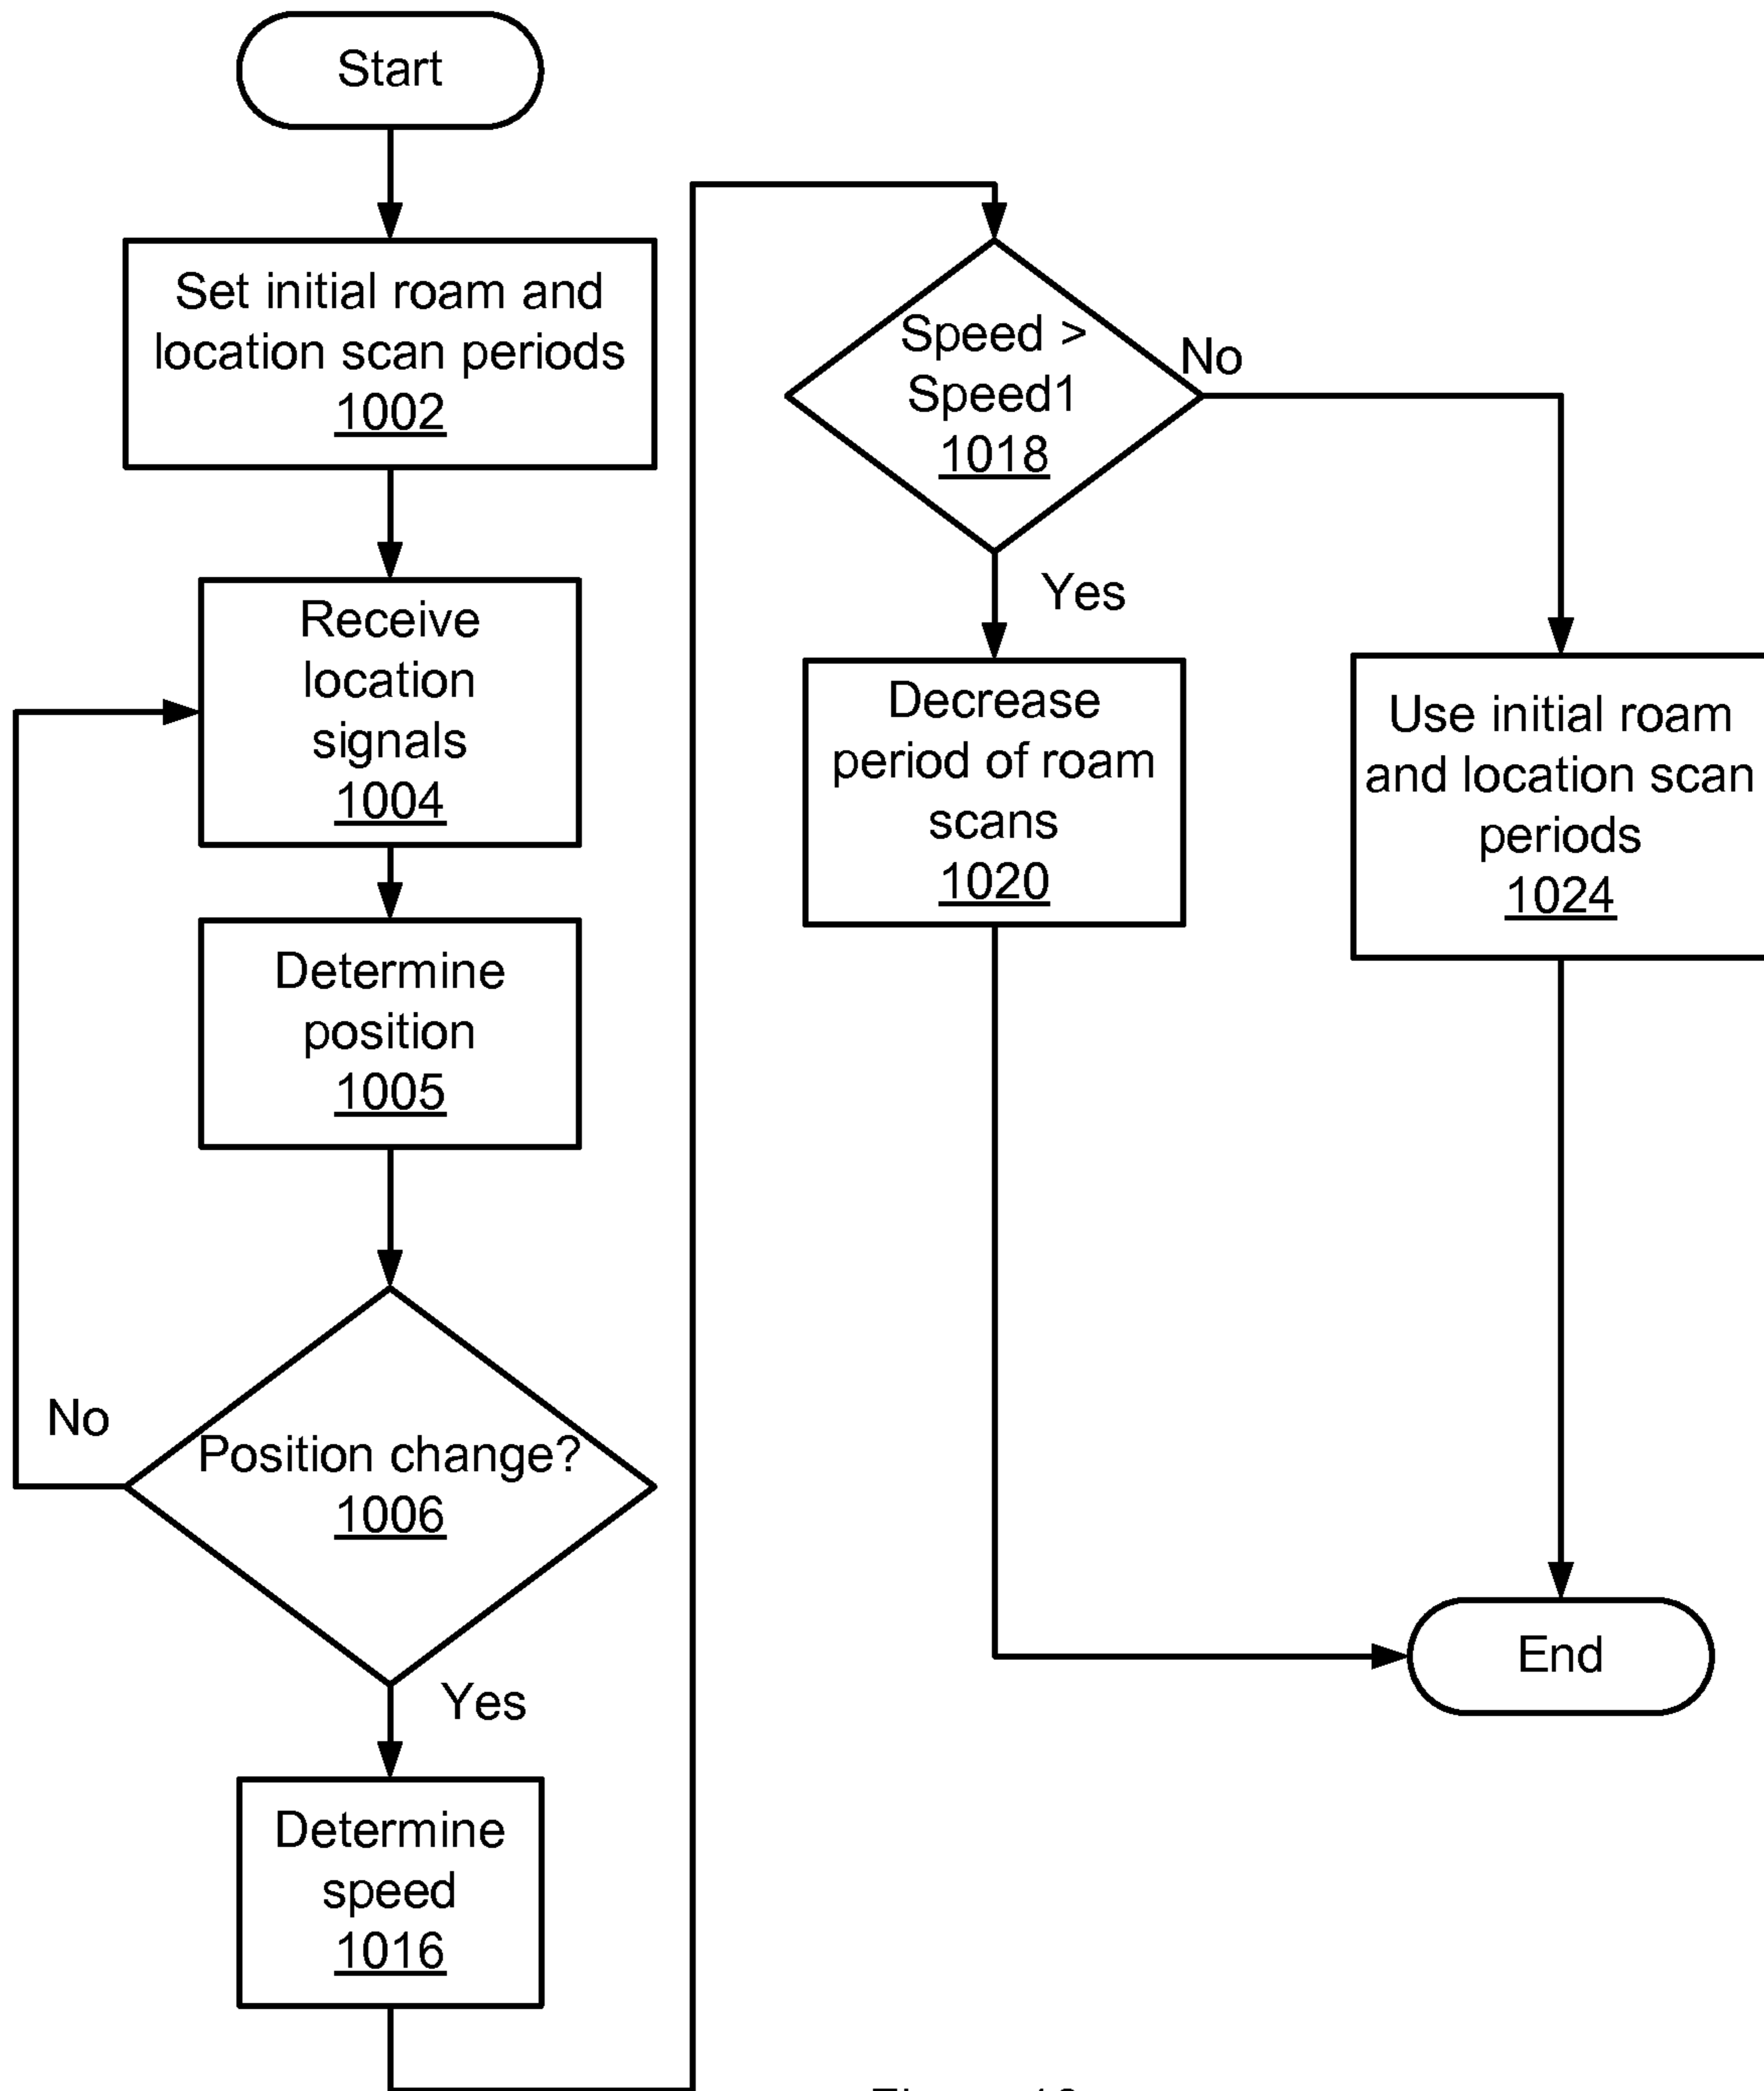 Start
Set initial roam and
location scan periods
1002
Receive
location
signals
1004
Determine
position
1005
No
Position change?
1006
Yes
Determine
speed
1016
Speed >
Speed1
1018
No
Yes
Decrease
period of roam
scans
1020
Use initial roam
and location scan
periods
1024
End